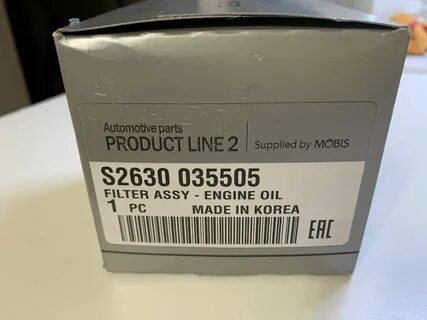 Automotive parts
PRODUCT LINE 2
Supplied by MOBIS
S2630 035505
FILTER ASSY - ENGINE OIL
1 PC MADE IN KOREA
EAC